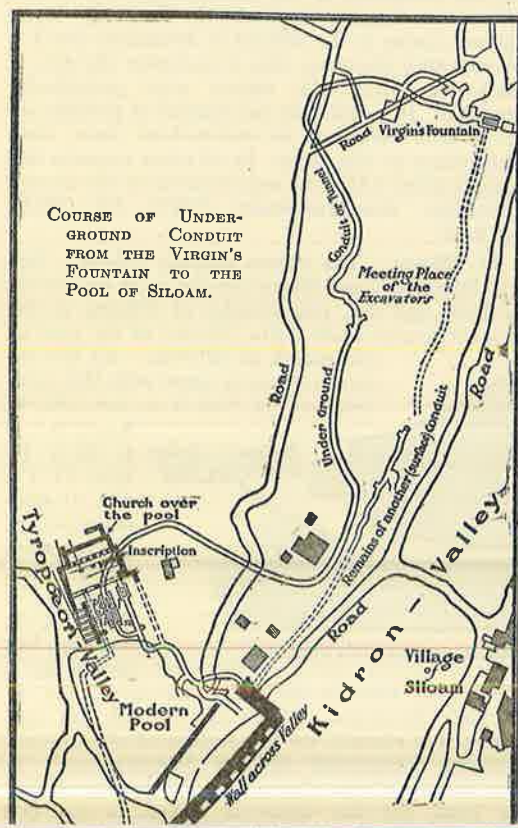 COURSE OF UNDER-
GROUND CONDUIT
FROM THE VIRGIN'S
FOUNTAIN TO THE
POOL OF SILOAM.
Road
Virgin's Fountain
Conduit or Tunnel
Meeting Place
of the
Excavators
Road
Road
Under Ground
Remains of another (surface) Conduit
Church over
the pool
Inscription
Tyropoeon Valley
Road
Kidron - Valley
Village
of
Siloam
Modern
Pool
Wall across Valley